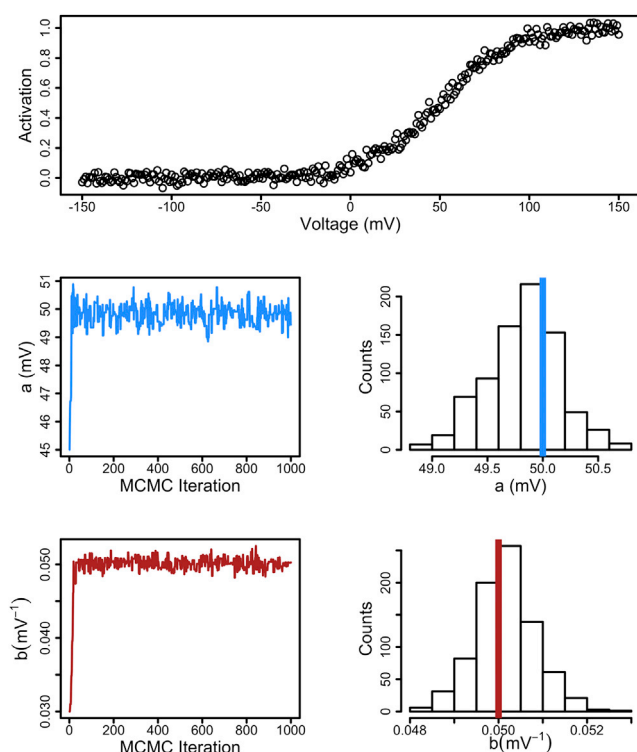 Activation
0.0 0.2 0.4 0.6 0.8 1.0
-150 -100 -50 0 50 100 150
Voltage (mV)
a (mV)
45 46 47 48 49 50 51
0 200 400 600 800 1000
MCMC Iteration
Counts
0 50 100 150 200
49.0 49.5 50.0 50.5
a (mV)
b(mV⁻¹)
0.030 0.040 0.050
0 200 400 600 800 1000
MCMC Iteration
Counts
0 50 100 200
0.048 0.050 0.052
b(mV⁻¹)